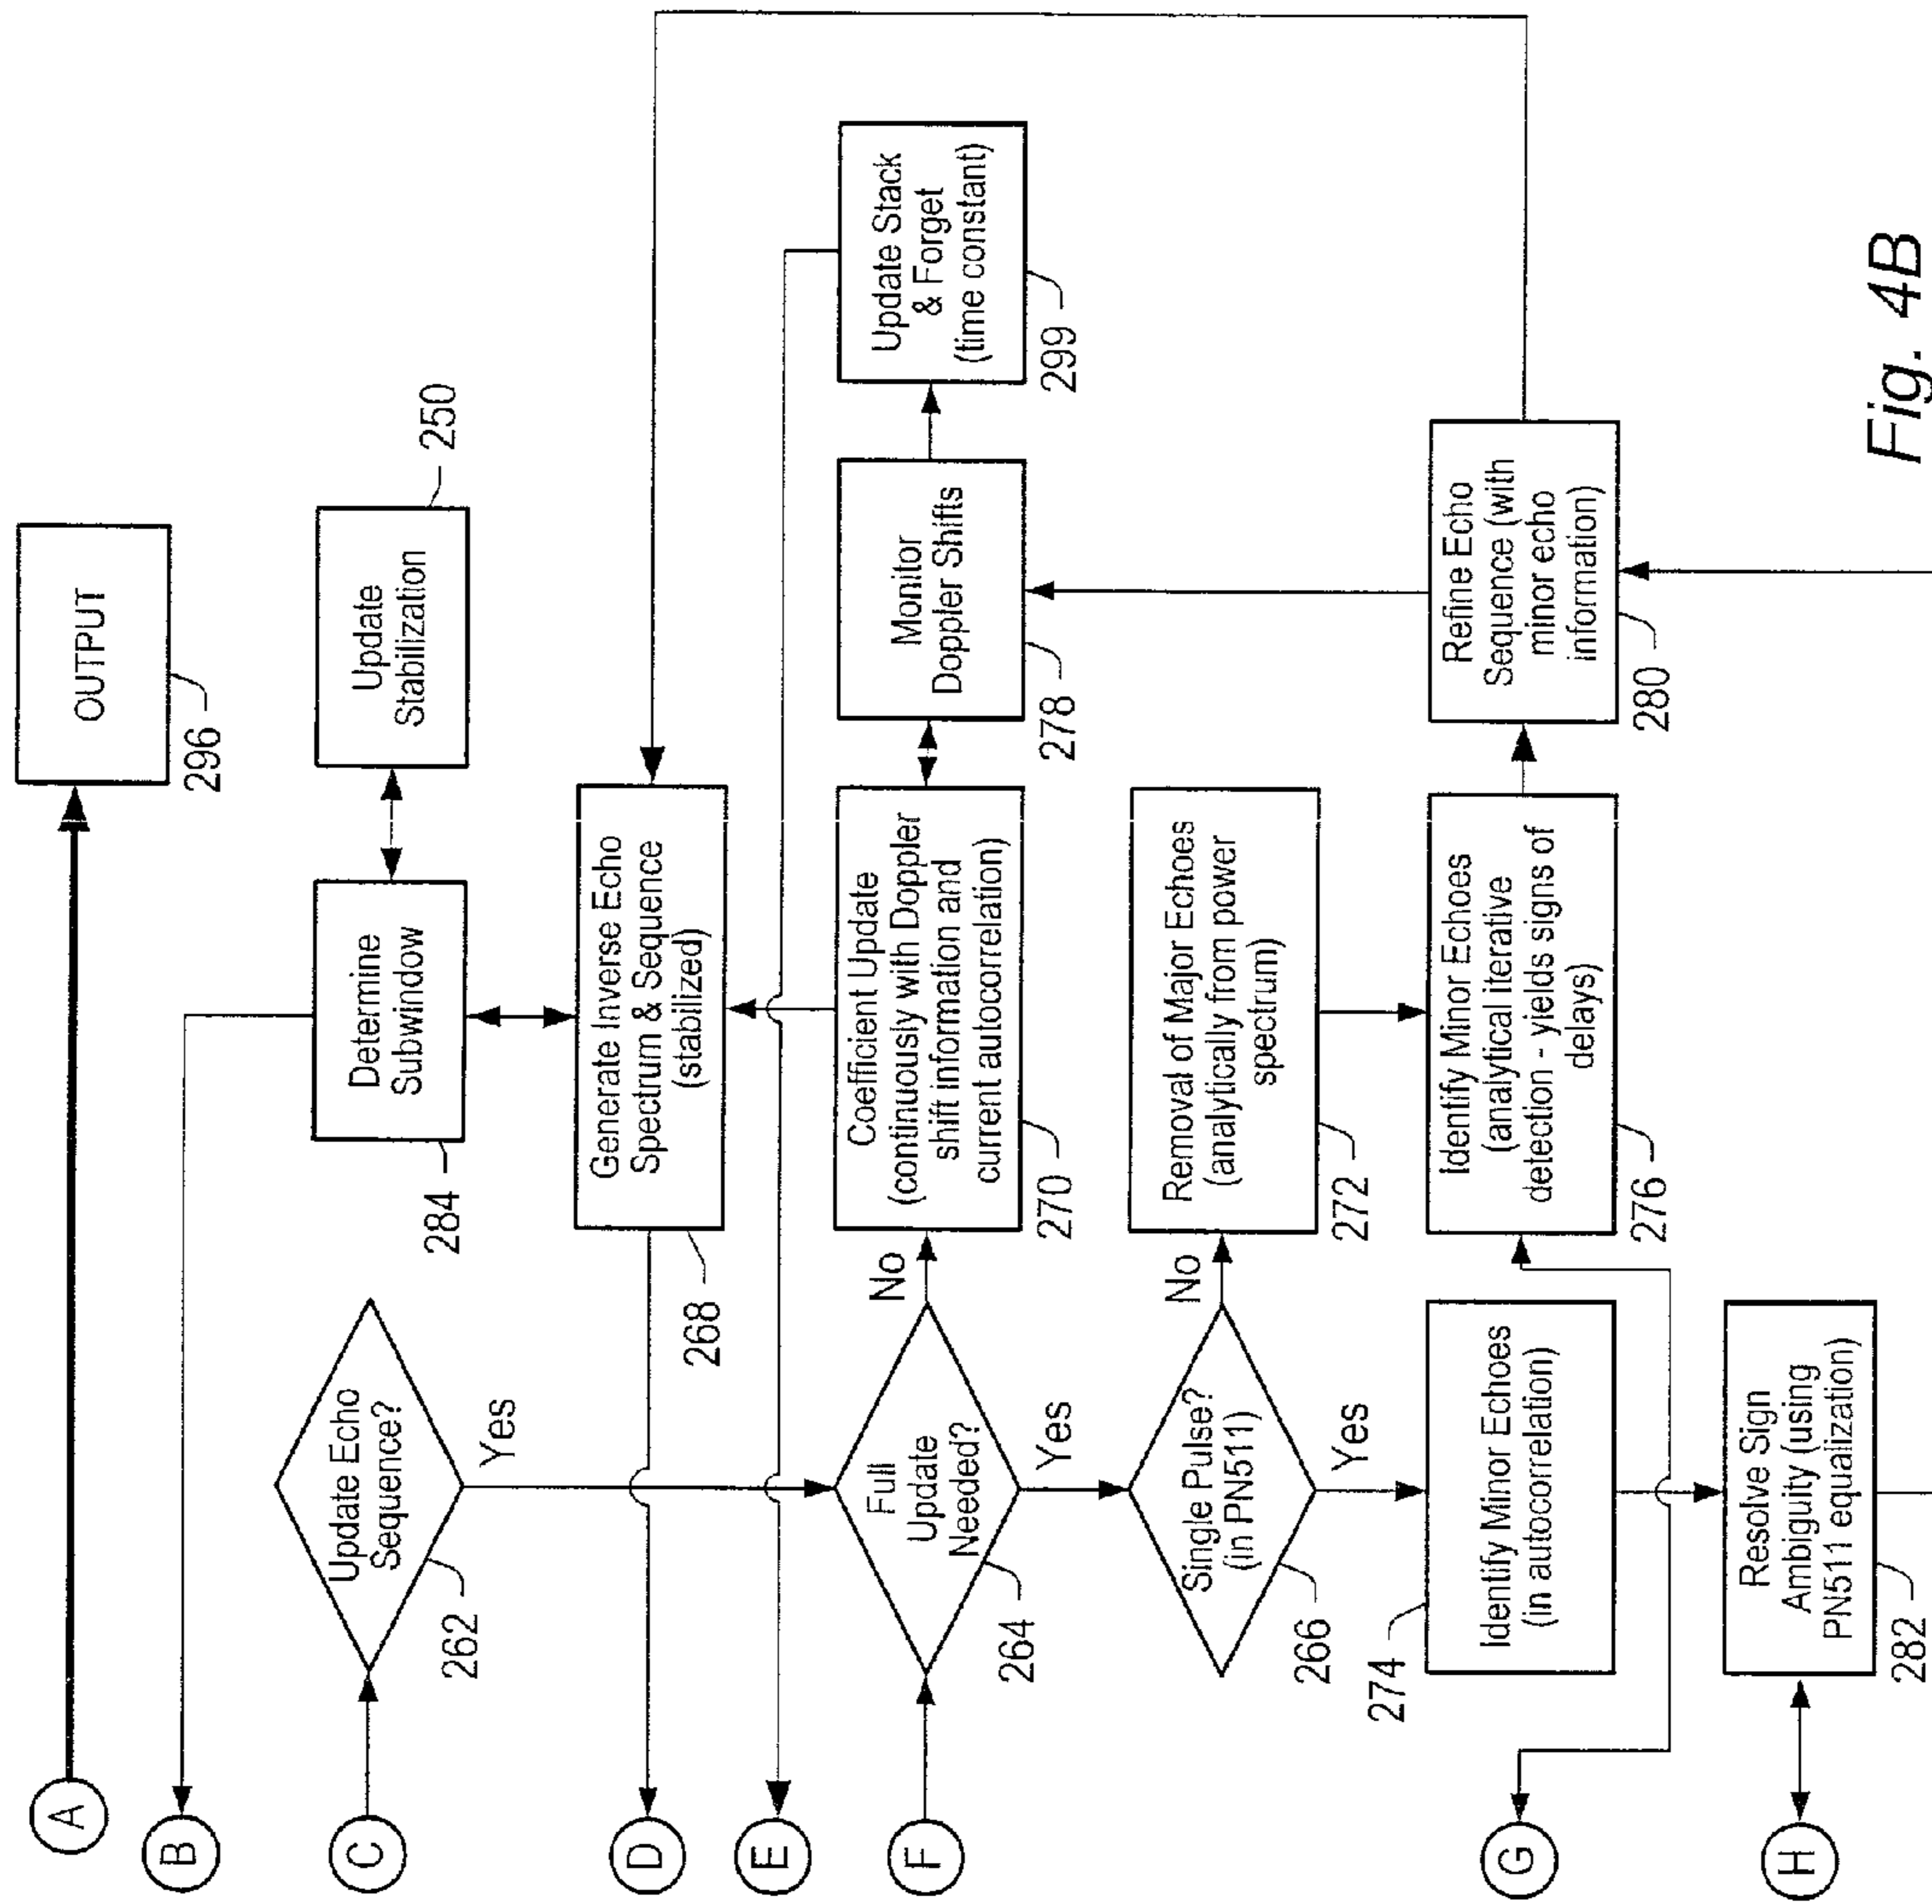 A
OUTPUT
296
B
Determine
Subwindow
284
Update
Stabilization
250
C
Update Echo
Sequence?
262
Yes
Generate Inverse Echo
Spectrum & Sequence
(stabilized)
268
D
E
F
Full
Update
Needed?
264
No
Yes
Coefficient Update
(continuously with Doppler
shift information and
current autocorrelation)
270
Monitor
Doppler Shifts
278
Update Stack
& Forget
(time constant)
299
Single Pulse?
(in PN511)
266
No
Yes
Removal of Major Echoes
(analytically from power
spectrum)
272
Identify Minor Echoes
(in autocorrelation)
274
Identify Minor Echoes
(analytical iterative
detection - yields signs of
delays)
276
Refine Echo
Sequence (with
minor echo
information)
280
G
H
Resolve Sign
Ambiguity (using
PN511 equalization)
282
Fig. 4B